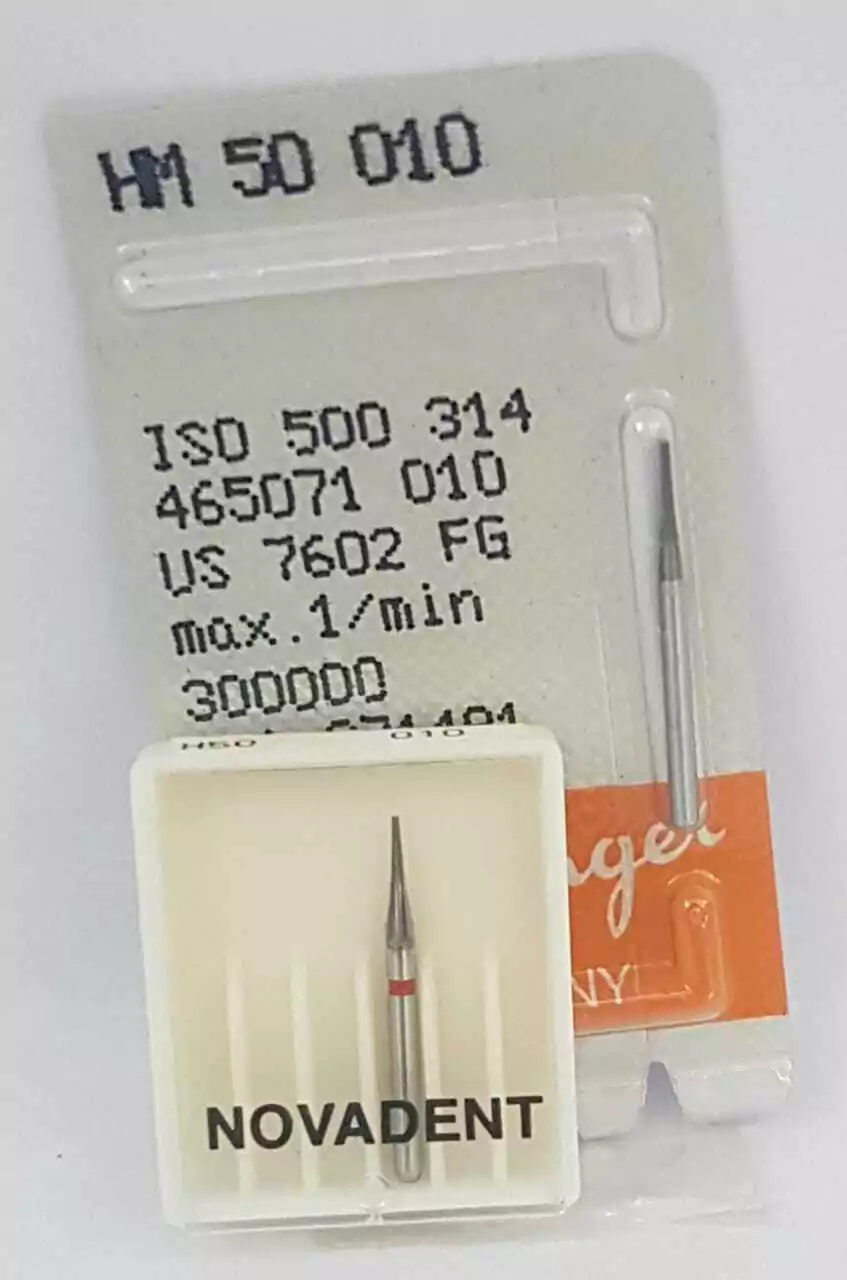 HM 50 010
ISO 500 314
465071 010
US 7602 FG
max.1/min
300000
H50 010
NOVADENT